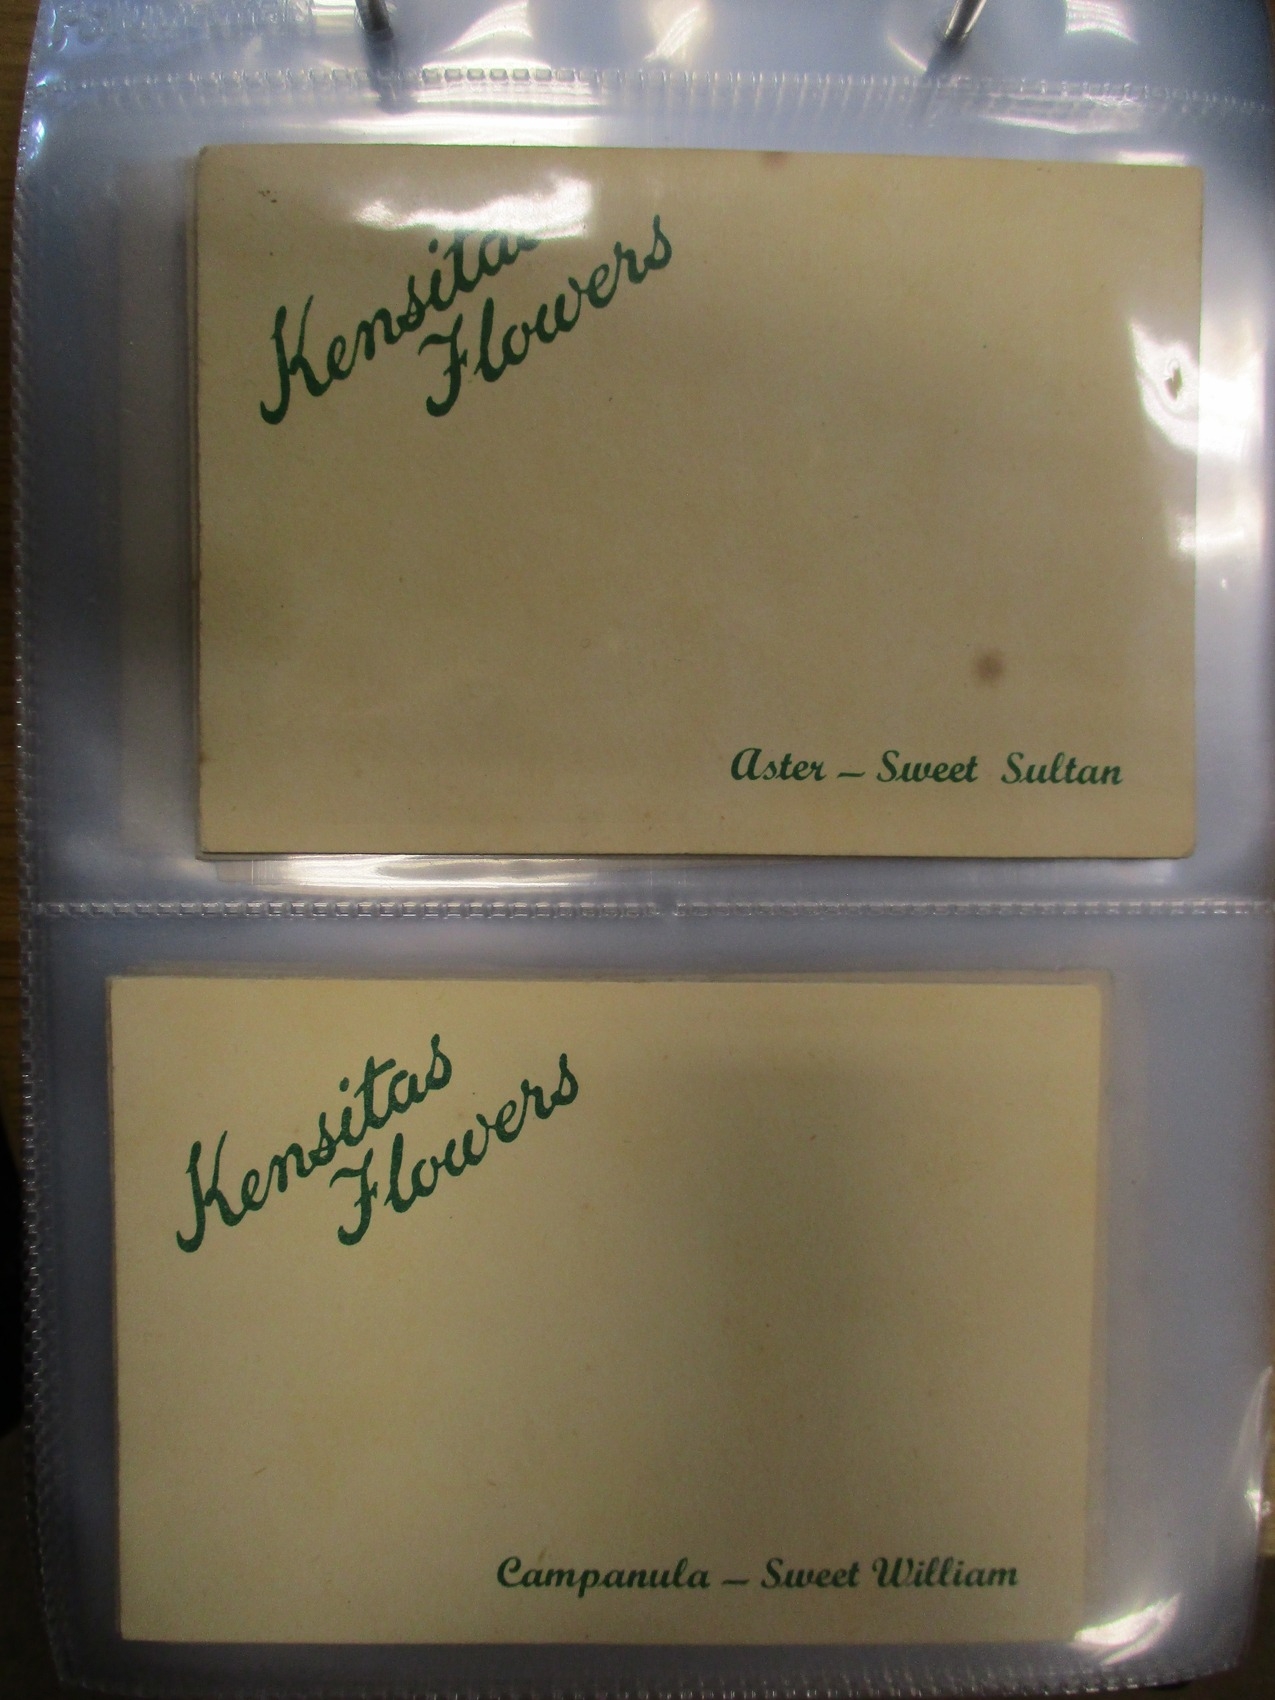 Kensitas
Flowers
Aster – Sweet Sultan
Kensitas
Flowers
Campanula – Sweet William